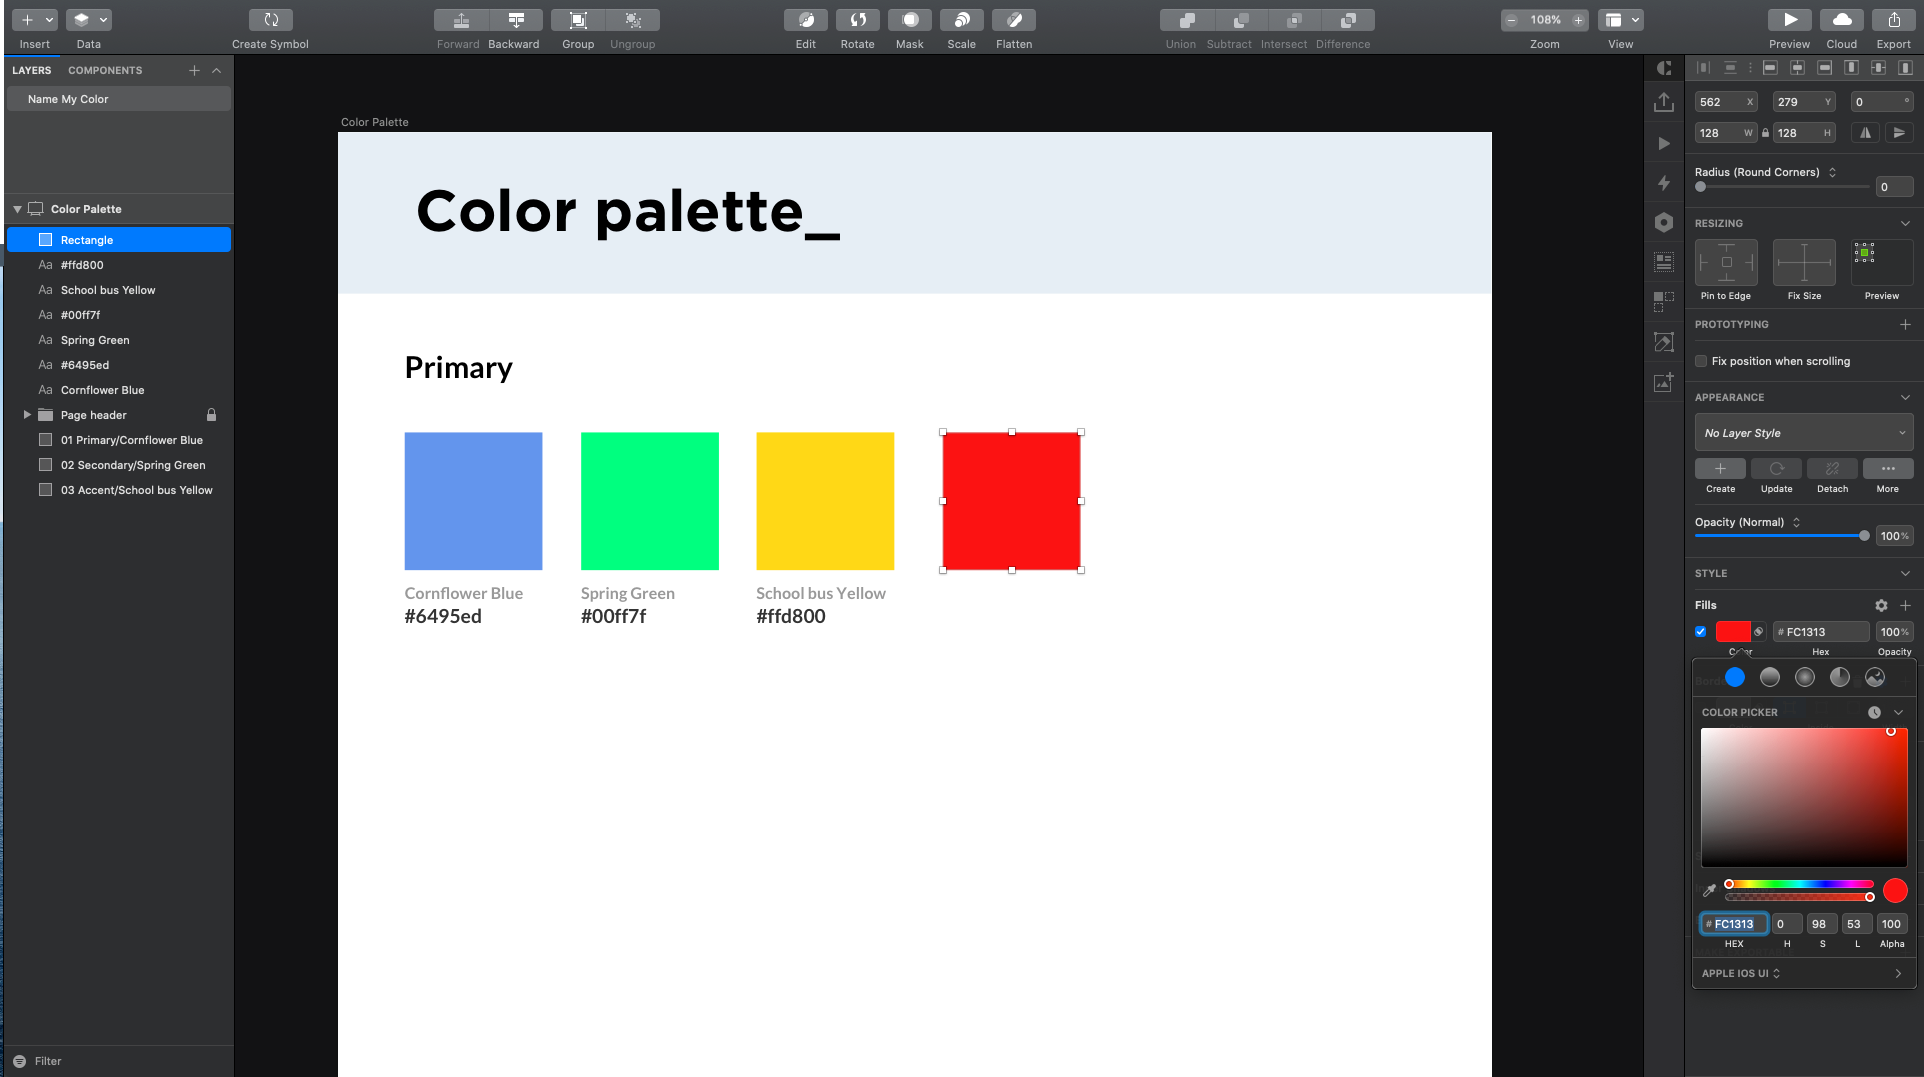 Insert
Data
Create Symbol
Forward
Backward
Group
Ungroup
Edit
Rotate
Mask
Scale
Flatten
Union
Subtract
Intersect
Difference
108%
Zoom
View
Preview
Cloud
Export
LAYERS
COMPONENTS
Name My Color
Color Palette
Rectangle
Aa #ffd800
Aa School bus Yellow
Aa #00ff7f
Aa Spring Green
Aa #6495ed
Aa Cornflower Blue
Page header
01 Primary/Cornflower Blue
02 Secondary/Spring Green
03 Accent/School bus Yellow
Filter
Color Palette
Color palette_
Primary
Cornflower Blue
#6495ed
Spring Green
#00ff7f
School bus Yellow
#ffd800
562 X
279 Y
0 °
128 W
128 H
Radius (Round Corners)
0
RESIZING
Pin to Edge
Fix Size
Preview
PROTOTYPING
Fix position when scrolling
APPEARANCE
No Layer Style
Create
Update
Detach
More
Opacity (Normal)
100%
STYLE
Fills
# FC1313
100%
Color
Hex
Opacity
COLOR PICKER
# FC1313
0
98
53
100
HEX
H
S
L
Alpha
APPLE IOS UI